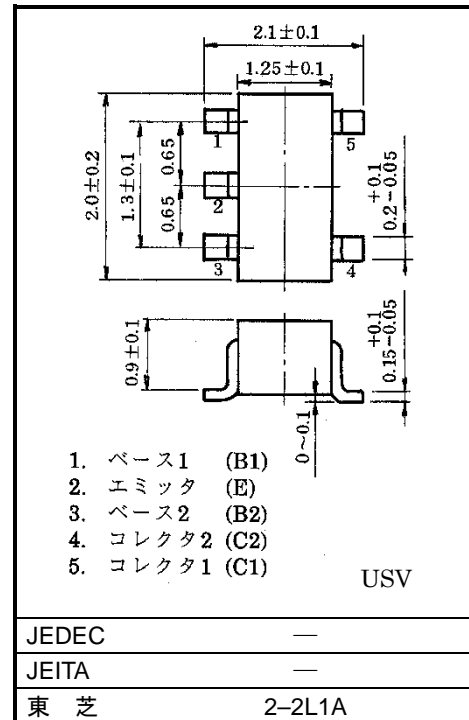 2.1±0.1
1.25±0.1
2.0±0.2
1.3±0.1
0.65
0.65
1
2
3
5
4
+0.1
0.2-0.05
0.9±0.1
+0.1
0.15-0.05
0~0.1
1. ベース1 (B1)
2. エミッタ (E)
3. ベース2 (B2)
4. コレクタ2 (C2)
5. コレクタ1 (C1)
USV
JEDEC ―
JEITA ―
東 芝 2–2L1A